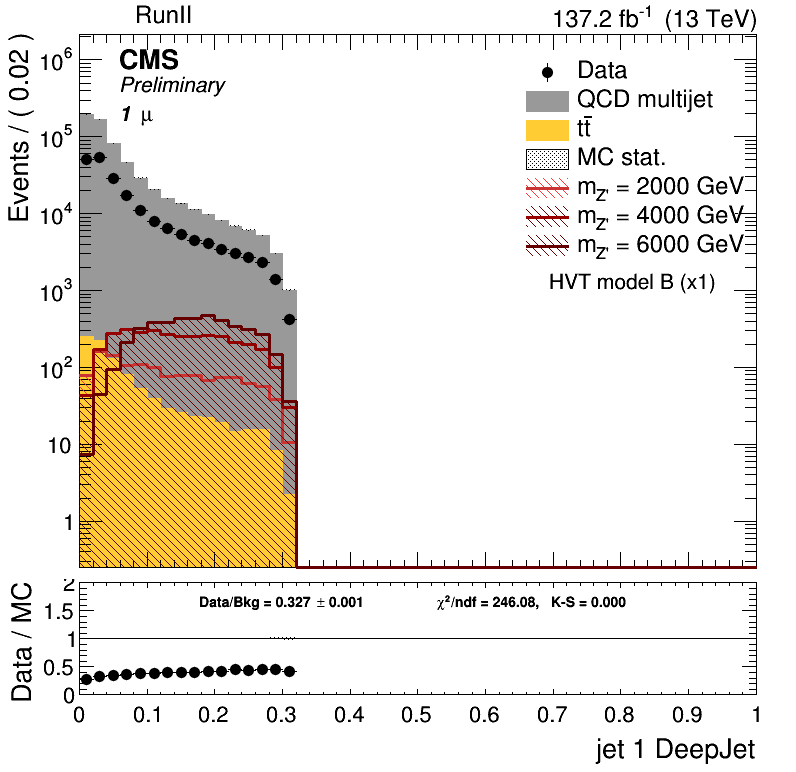 RunII
137.2 fb⁻¹ (13 TeV)
CMS
Preliminary
1 μ
Data
QCD multijet
tt̄
MC stat.
m_Z' = 2000 GeV
m_Z' = 4000 GeV
m_Z' = 6000 GeV
HVT model B (x1)
Events / ( 0.02 )
10⁶
10⁵
10⁴
10³
10²
10
1
Data/Bkg = 0.327 ± 0.001
χ²/ndf = 246.08, K-S = 0.000
Data / MC
2
1.5
1
0.5
0
0 0.1 0.2 0.3 0.4 0.5 0.6 0.7 0.8 0.9 1
jet 1 DeepJet